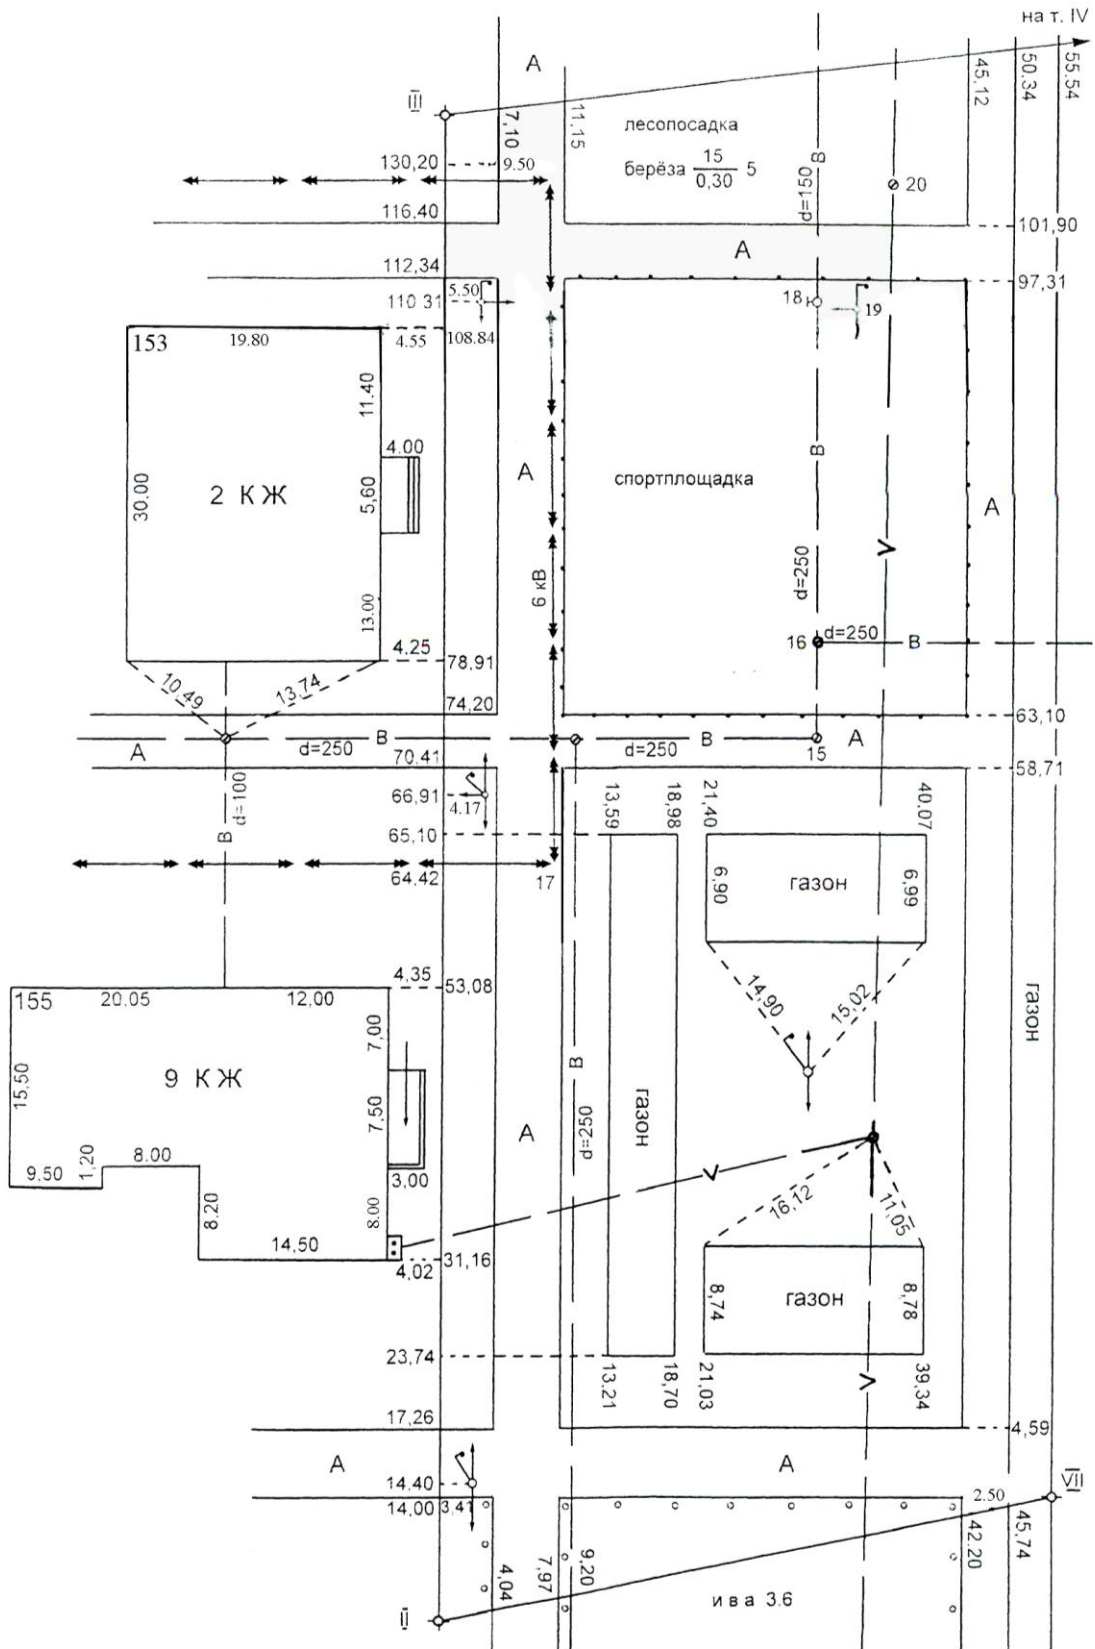 на т. IV
А
III
7,10
11.15
лесопосадка
берёза 15/0,30 5
В
d=150
45,12
50.34
55.54
130,20
9.50
20
116.40
101,90
А
112,34
97,31
110 31
5.50
18
19
153
19.80
4.55
108.84
11.40
4.00
2 КЖ
30.00
5,60
А
В
спортплощадка
А
d=250
6 кВ
13.00
16
d=250
В
4.25
78,91
10,49
13,74
74,20
63,10
А
d=250
В
d=250
В
А
15
70.41
58,71
В
d=100
66,91
4.17
13,59
18,98
21,40
40,07
65,10
64.42
17
6,90
газон
6,99
4,35
53,08
155
20.05
12,00
14,90
15,02
газон
7,00
9 КЖ
15,50
7,50
В
d=250
газон
А
9.50
1,20
8.00
3,00
16,12
11,05
8,20
8.00
14,50
4,02
31,16
8,74
газон
8,78
23,74
13.21
18,70
21,03
39,34
17,26
4,59
А
А
14,40
14,00
3,41
2.50
VII
4,04
7,97
9,20
42.20
45,74
II
ива 3.6